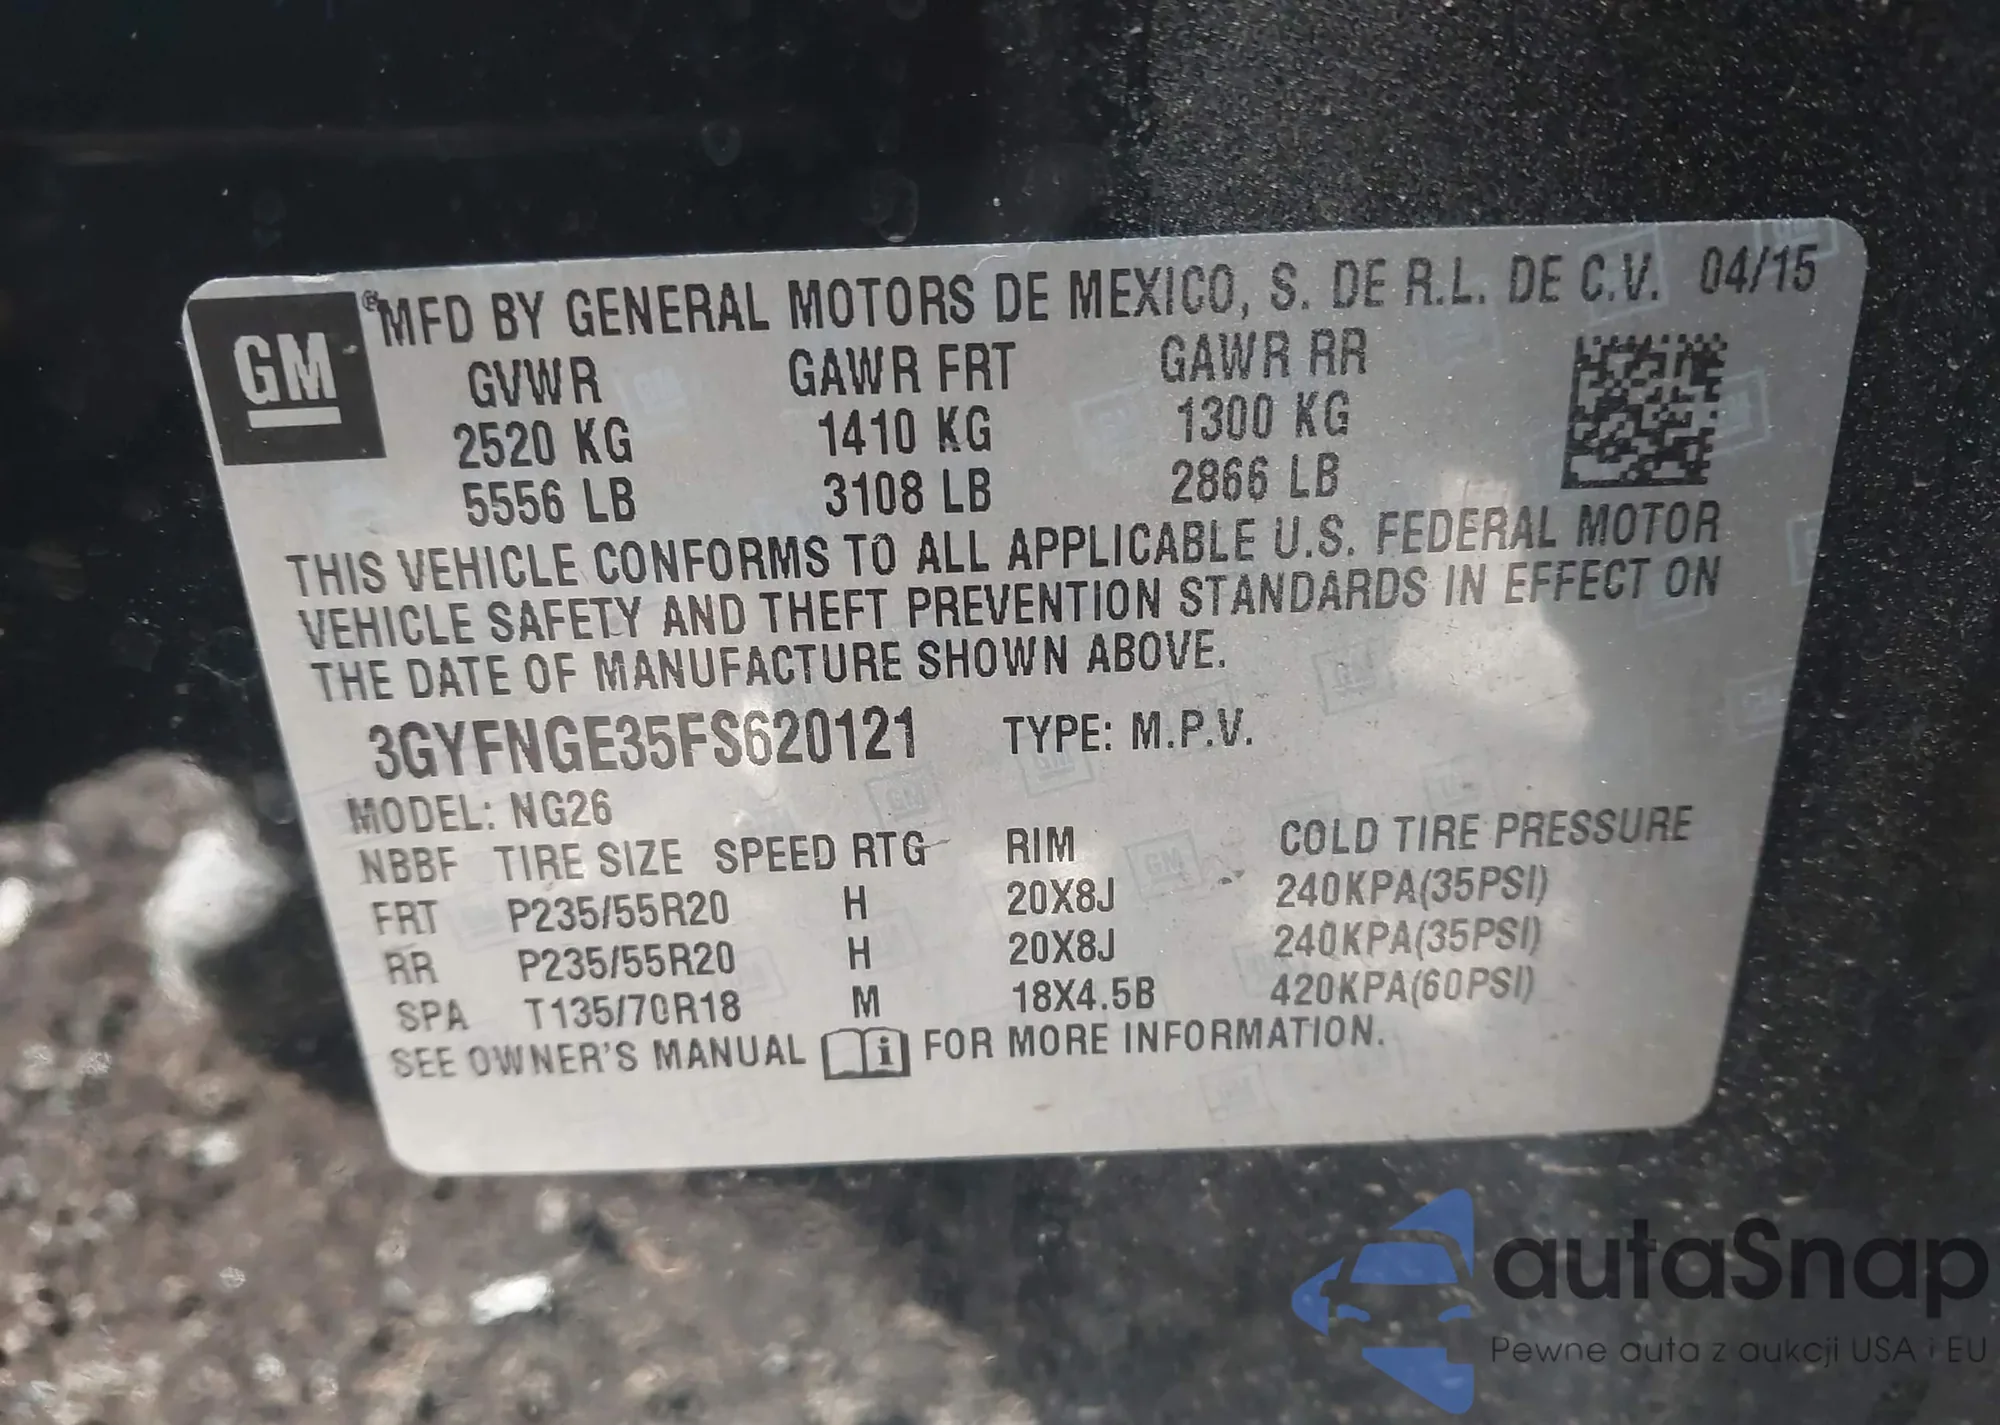 GM
® MFD BY GENERAL MOTORS DE MEXICO, S. DE R.L. DE C.V. 04/15
GVWR GAWR FRT GAWR RR
2520 KG 1410 KG 1300 KG
5556 LB 3108 LB 2866 LB
THIS VEHICLE CONFORMS TO ALL APPLICABLE U.S. FEDERAL MOTOR
VEHICLE SAFETY AND THEFT PREVENTION STANDARDS IN EFFECT ON
THE DATE OF MANUFACTURE SHOWN ABOVE.
3GYFNGE35FS620121 TYPE: M.P.V.
MODEL: NG26
NBBF TIRE SIZE SPEED RTG RIM COLD TIRE PRESSURE
FRT P235/55R20 H 20X8J 240KPA(35PSI)
RR P235/55R20 H 20X8J 240KPA(35PSI)
SPA T135/70R18 M 18X4.5B 420KPA(60PSI)
SEE OWNER'S MANUAL i FOR MORE INFORMATION.
autaSnap
Pewne auta z aukcji USA i EU